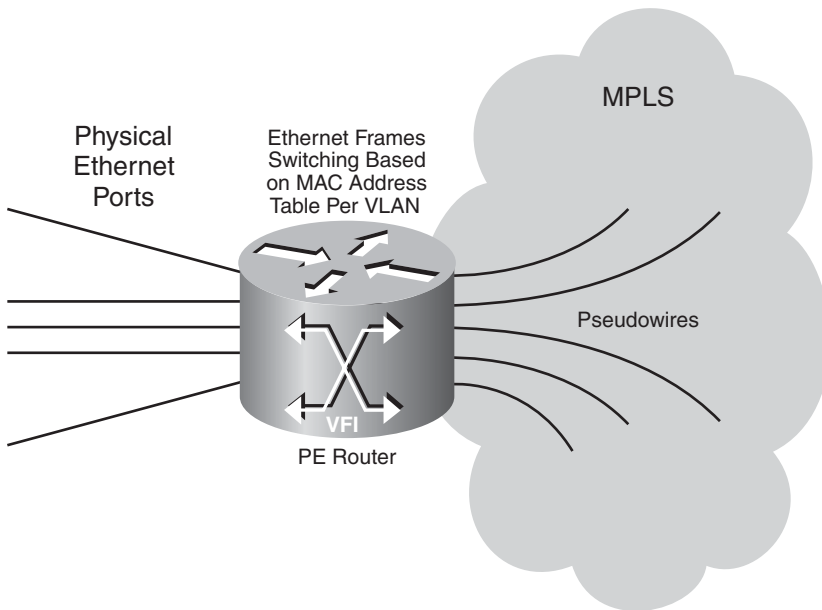 MPLS
Physical
Ethernet
Ports
Ethernet Frames
Switching Based
on MAC Address
Table Per VLAN
Pseudowires
VFI
PE Router